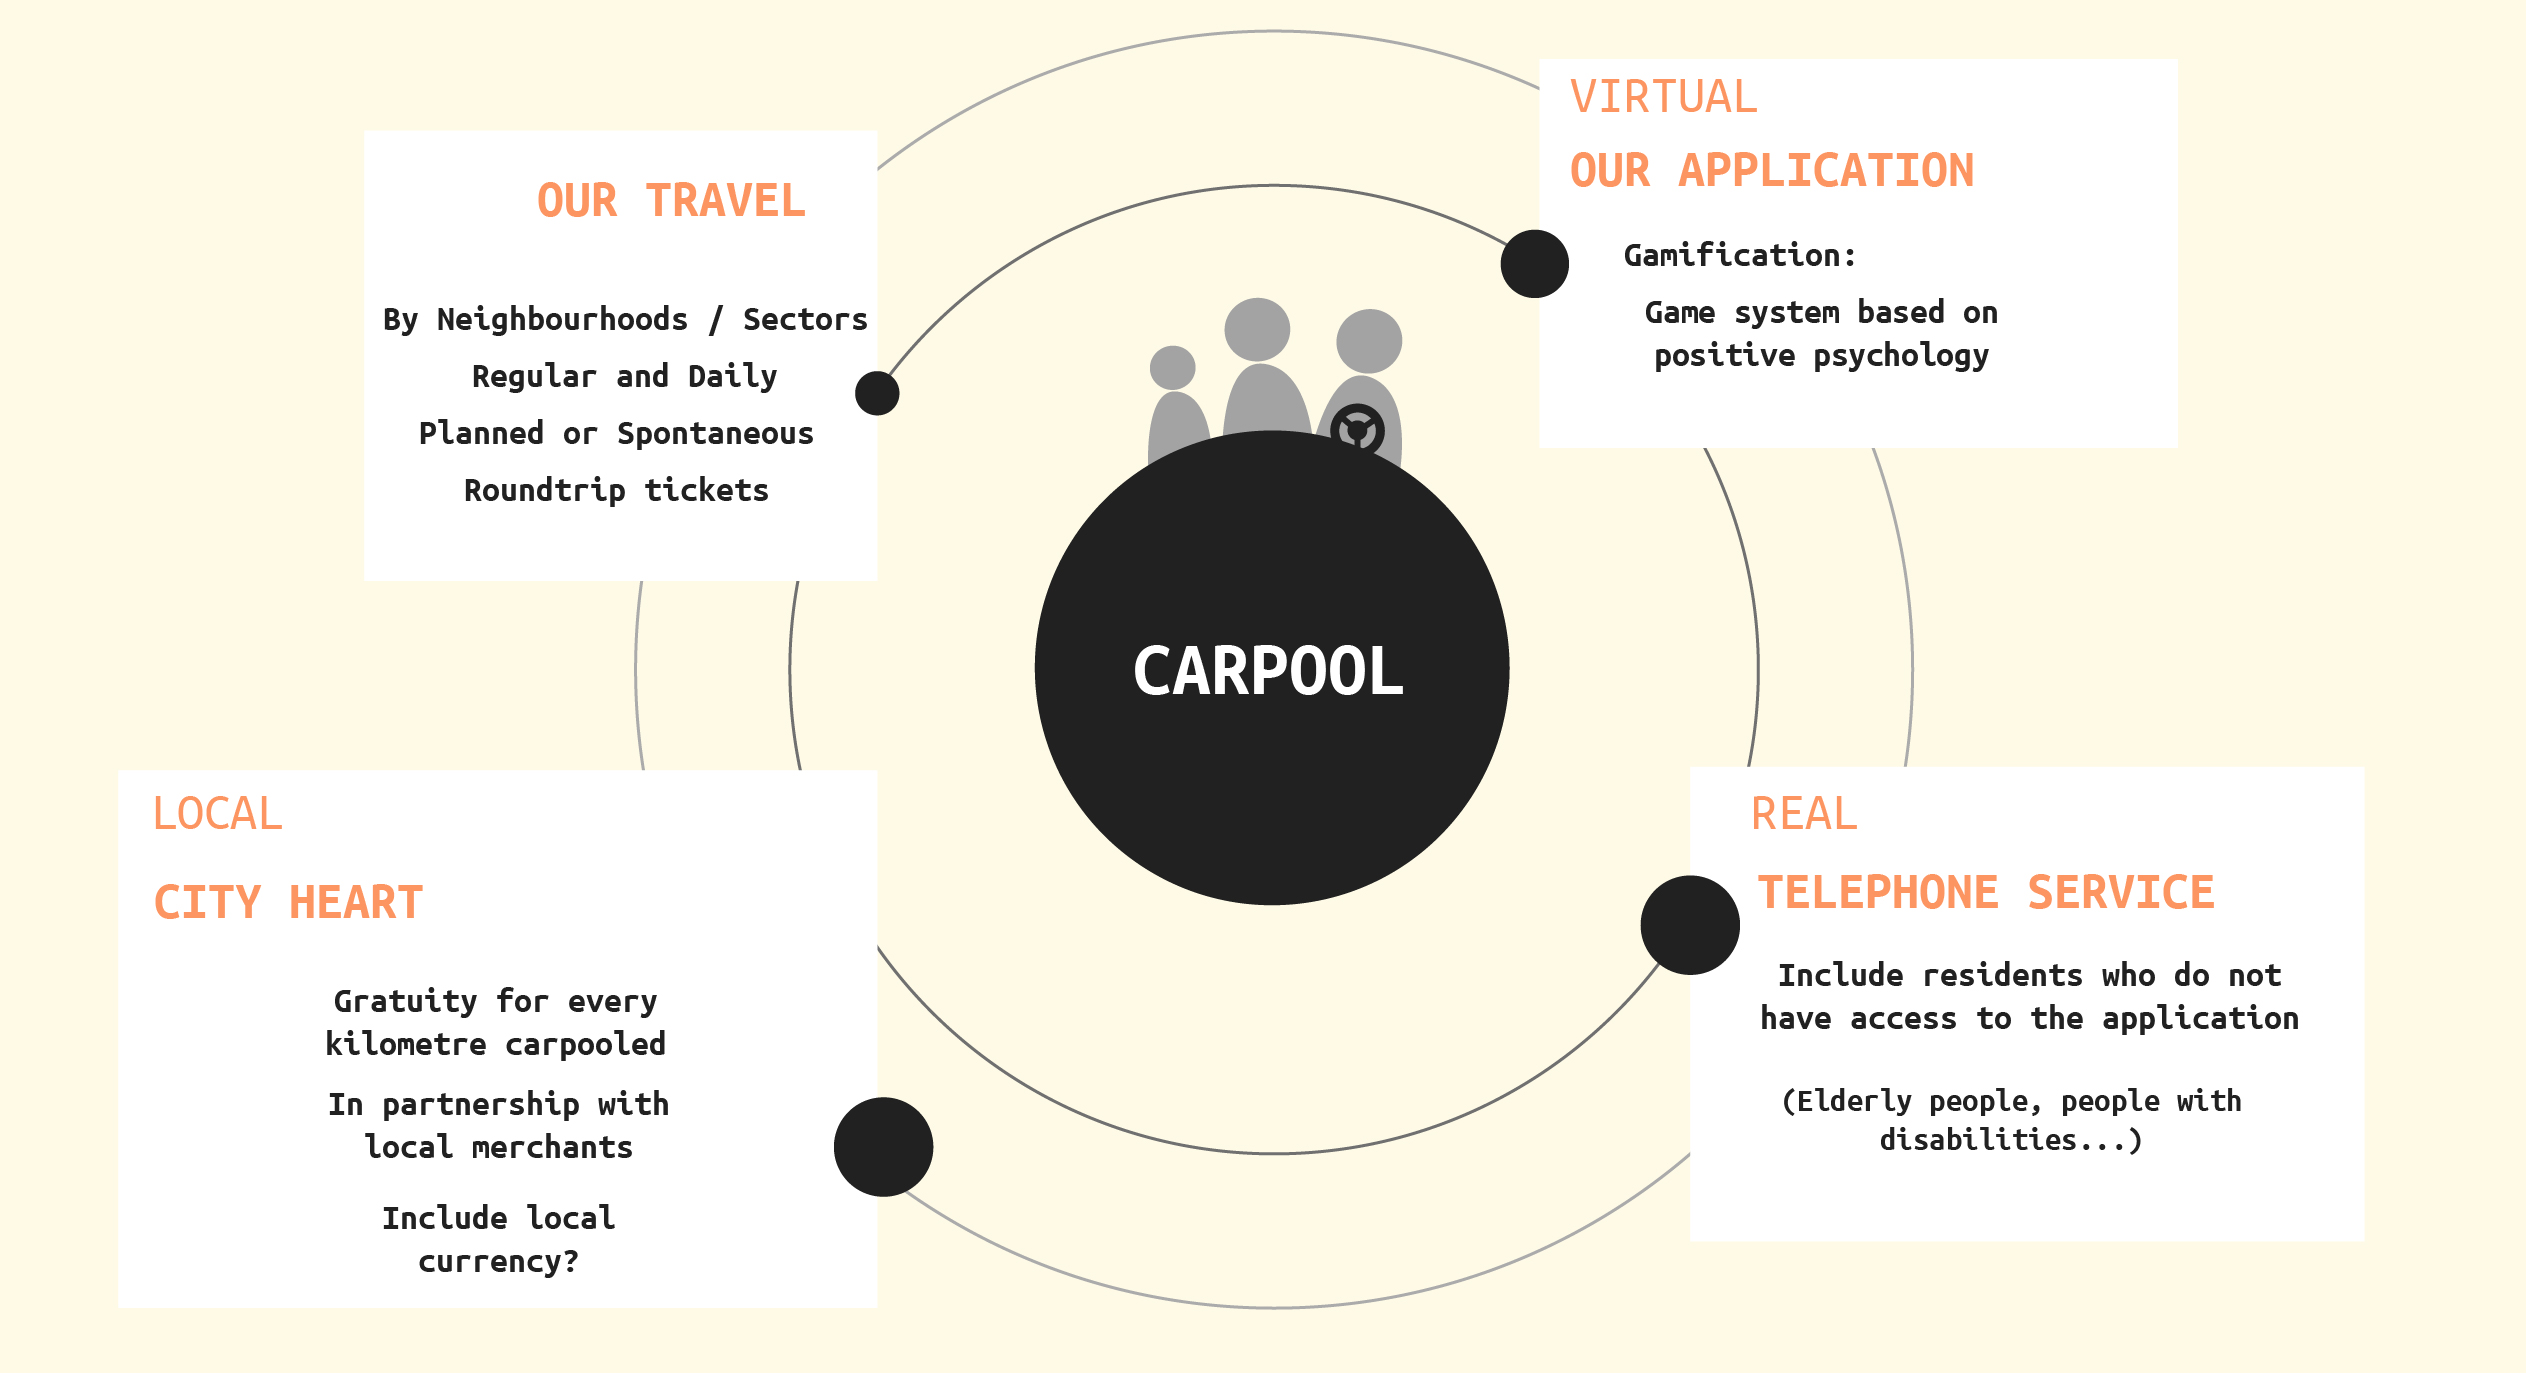 OUR TRAVEL
By Neighbourhoods / Sectors
Regular and Daily
Planned or Spontaneous
Roundtrip tickets
VIRTUAL
OUR APPLICATION
Gamification:
Game system based on
positive psychology
CARPOOL
LOCAL
CITY HEART
Gratuity for every
kilometre carpooled
In partnership with
local merchants
Include local
currency?
REAL
TELEPHONE SERVICE
Include residents who do not
have access to the application
(Elderly people, people with
disabilities...)